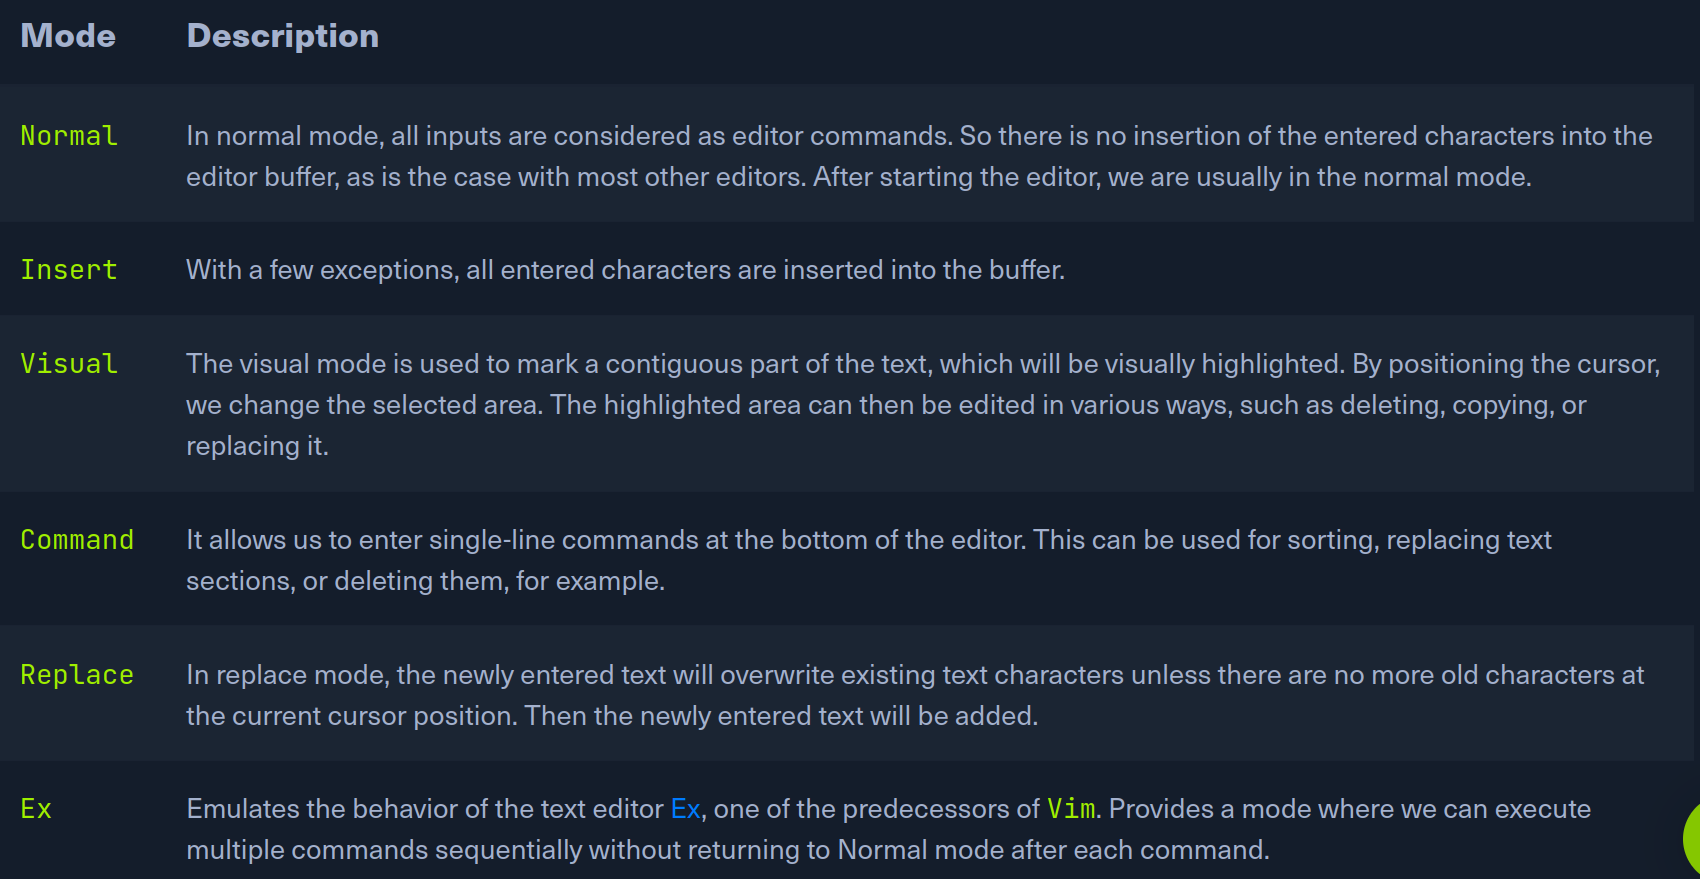 Mode Description
Normal In normal mode, all inputs are considered as editor commands. So there is no insertion of the entered characters into the
editor buffer, as is the case with most other editors. After starting the editor, we are usually in the normal mode.
Insert With a few exceptions, all entered characters are inserted into the buffer.
Visual The visual mode is used to mark a contiguous part of the text, which will be visually highlighted. By positioning the cursor,
we change the selected area. The highlighted area can then be edited in various ways, such as deleting, copying, or
replacing it.
Command It allows us to enter single-line commands at the bottom of the editor. This can be used for sorting, replacing text
sections, or deleting them, for example.
Replace In replace mode, the newly entered text will overwrite existing text characters unless there are no more old characters at
the current cursor position. Then the newly entered text will be added.
Ex Emulates the behavior of the text editor Ex, one of the predecessors of Vim. Provides a mode where we can execute
multiple commands sequentially without returning to Normal mode after each command.